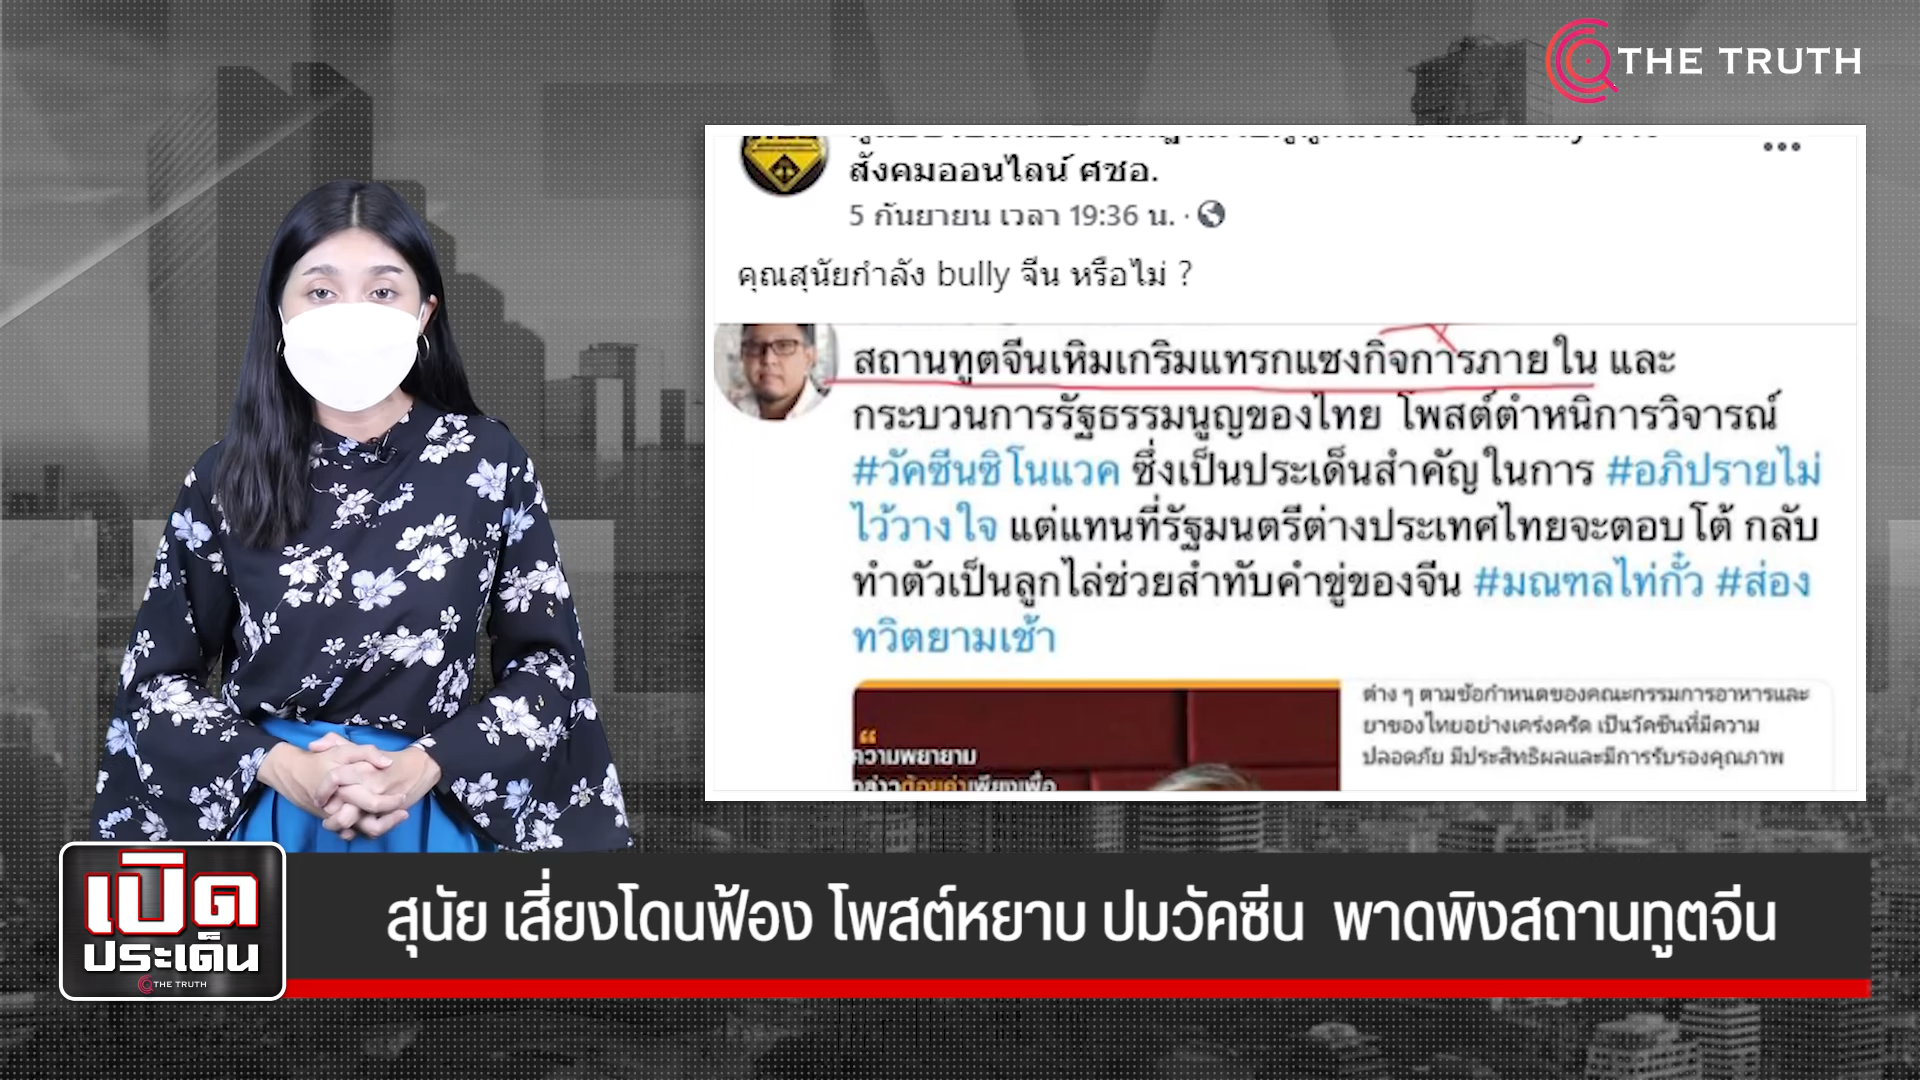 THE TRUTH
สังคมออนไลน์ ศชอ.
5 กันยายน เวลา 19:36 น. ·
คุณสุนัยกำลัง bully จีน หรือไม่ ?
สถานทูตจีนเหิมเกริมแทรกแซงกิจการภายใน และ
กระบวนการรัฐธรรมนูญของไทย โพสต์ตำหนิการวิจารณ์
#วัคซีนซิโนแวค ซึ่งเป็นประเด็นสำคัญในการ #อภิปรายไม่
ไว้วางใจ แต่แทนที่รัฐมนตรีต่างประเทศไทยจะตอบโต้ กลับ
ทำตัวเป็นลูกไล่ช่วยสำทับคำขู่ของจีน #มณฑลไท่กั๋ว #ส่อง
ทวิตยามเช้า
ต่าง ๆ ตามข้อกำหนดของคณะกรรมการอาหารและ
ยาของไทยอย่างเคร่งครัด เป็นวัคซีนที่มีความ
ปลอดภัย มีประสิทธิผลและมีการรับรองคุณภาพ
“
ความพยายาม
เปิด
ประเด็น
THE TRUTH
สุนัย เสี่ยงโดนฟ้อง โพสต์หยาบ ปมวัคซีน พาดพิงสถานทูตจีน